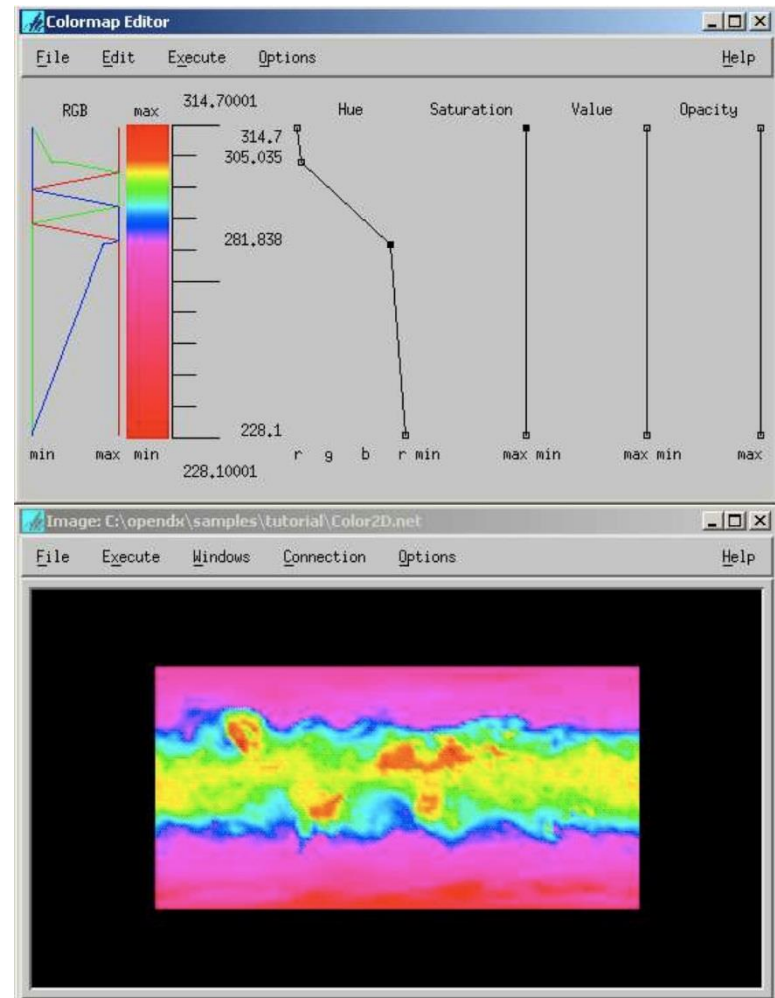 Colormap Editor
File Edit Execute Options Help
RGB max 314.70001 Hue Saturation Value Opacity
314.7
305.035
281.838
228.1
min max min r g b r min max min max min max
228.10001
Image: C:\opendx\samples\tutorial\Color2D.net
File Execute Windows Connection Options Help